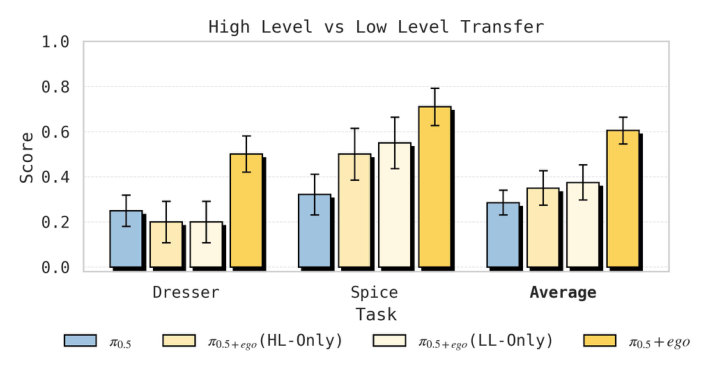 High Level vs Low Level Transfer
1.0
0.8
0.6
0.4
0.2
0.0
Score
Dresser Spice Average
Task
π0.5 π0.5+ego(HL-Only) π0.5+ego(LL-Only) π0.5+ego